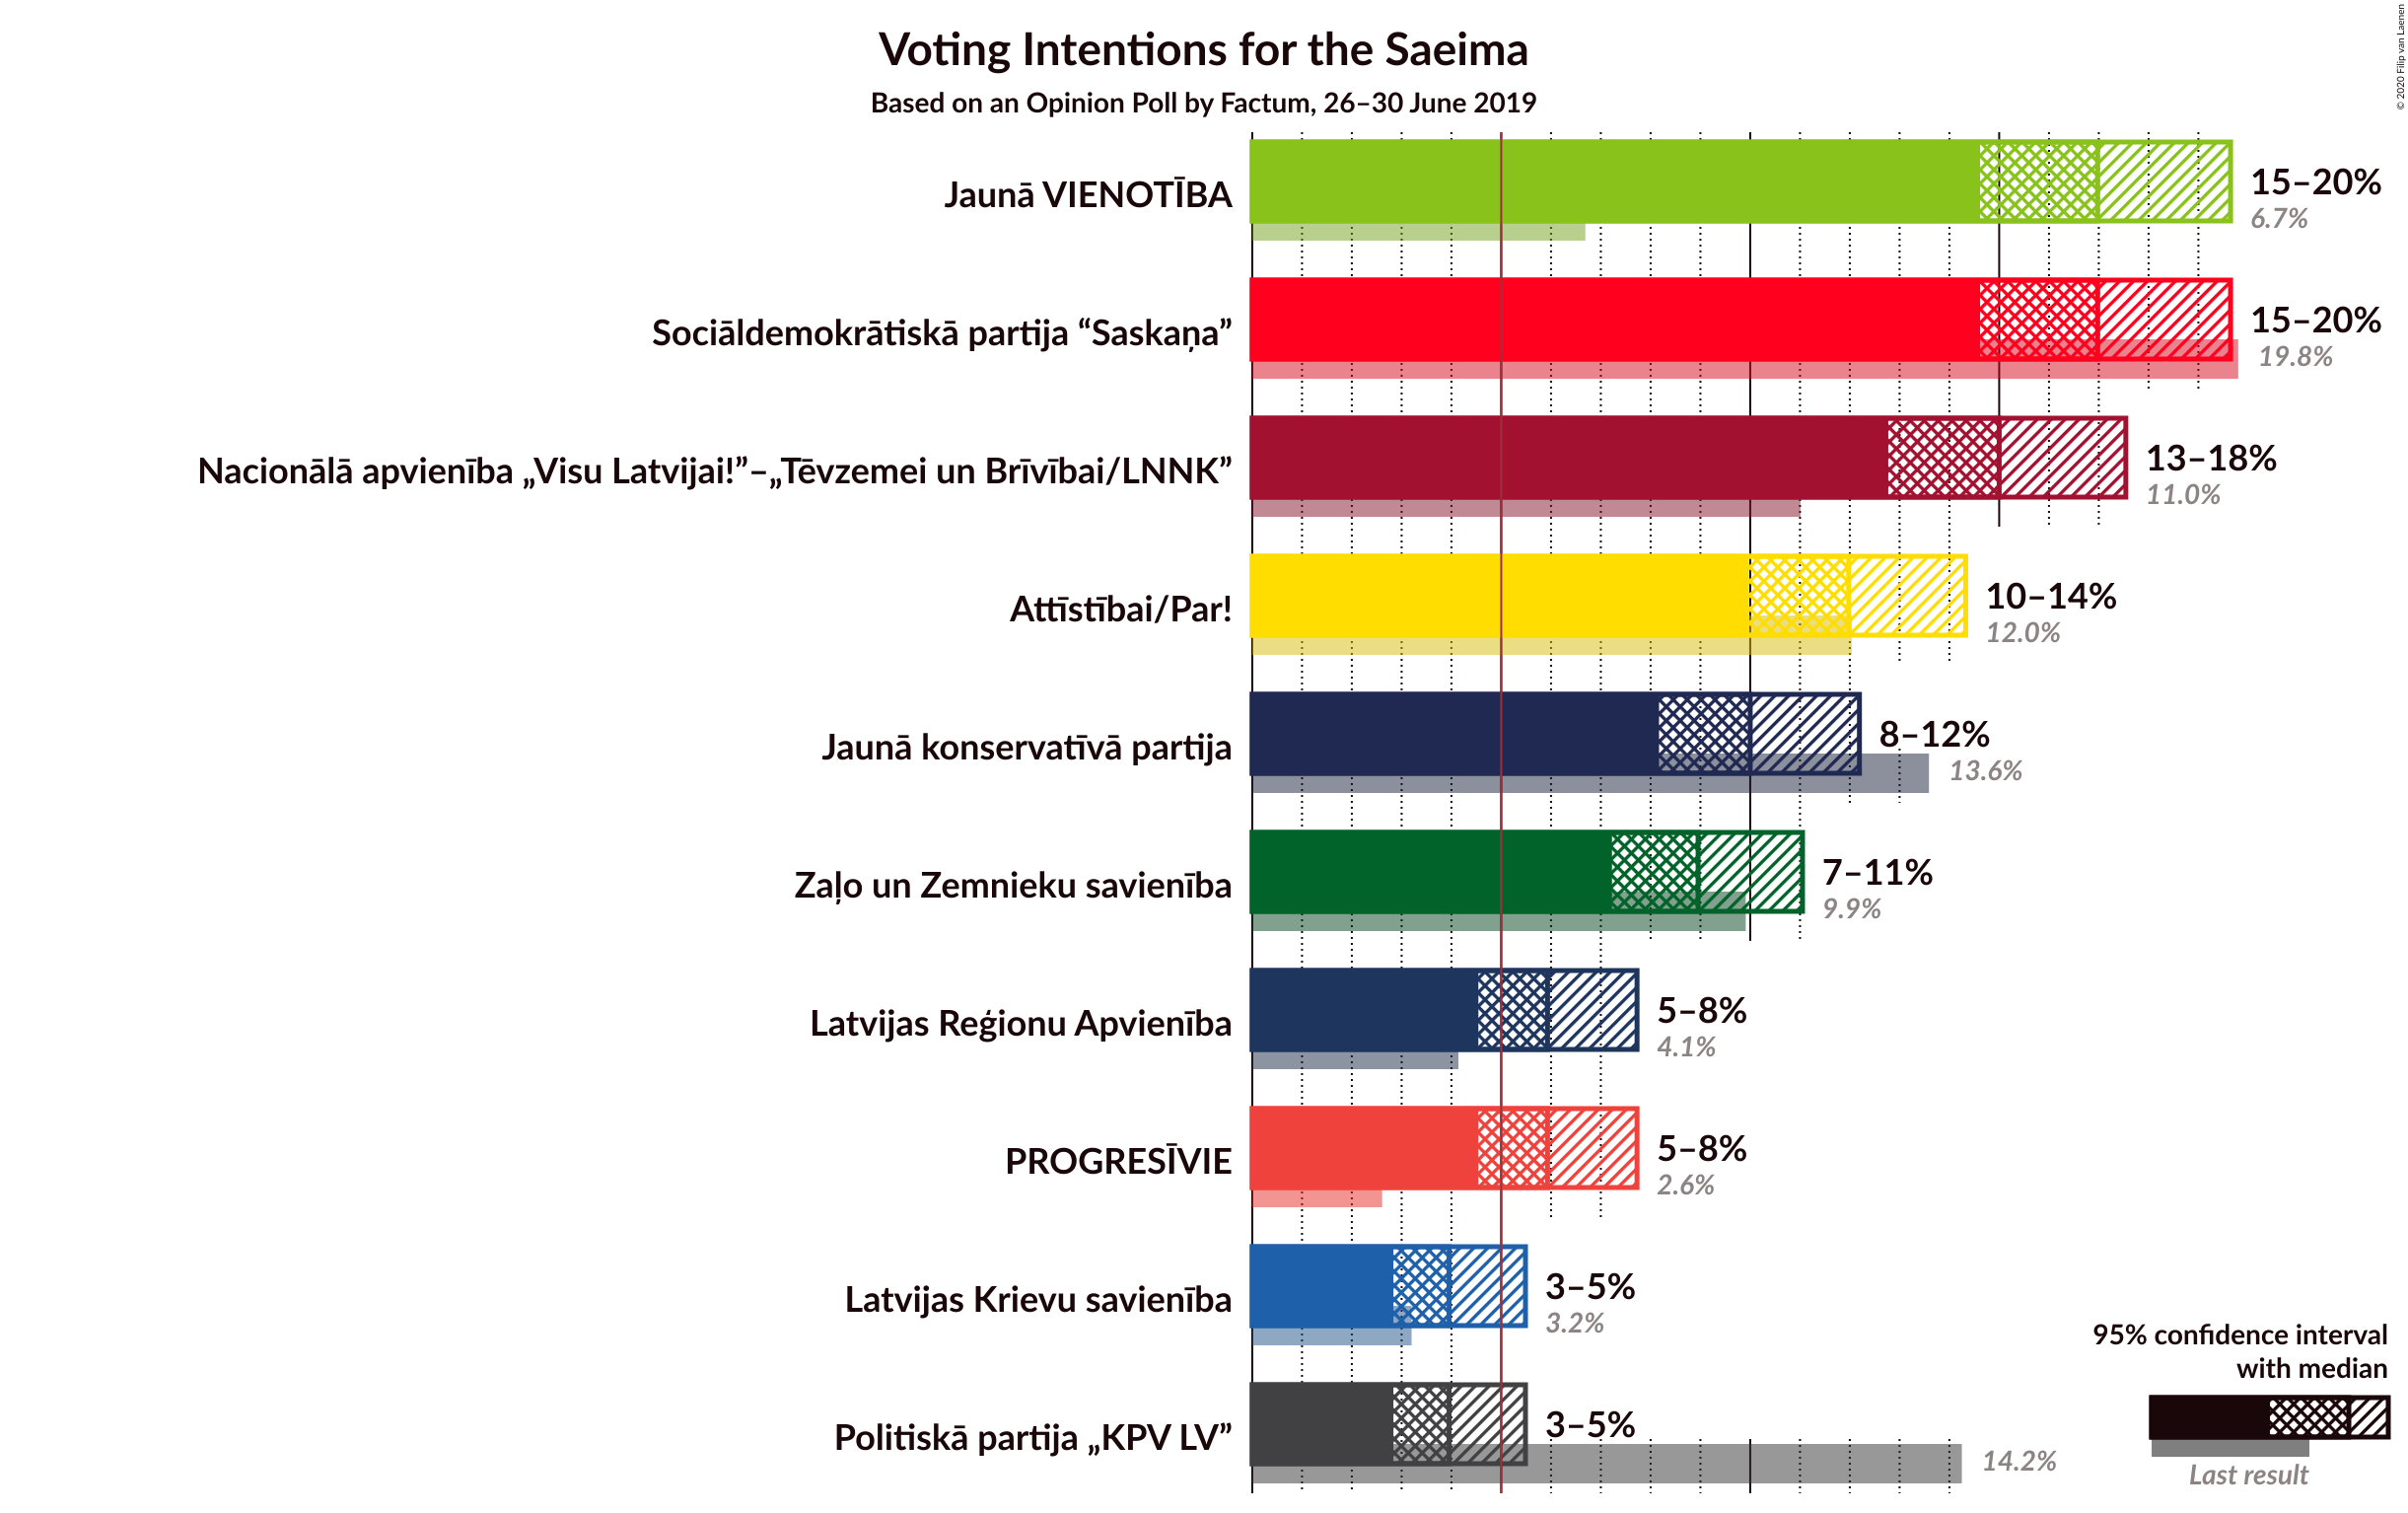 Voting Intentions for the Saeima
Based on an Opinion Poll by Factum, 26–30 June 2019
© 2020 Filip van Laenen
Jaunā VIENOTĪBA
15–20%
6.7%
Sociāldemokrātiskā partija “Saskaņa”
15–20%
19.8%
Nacionālā apvienība „Visu Latvijai!”–„Tēvzemei un Brīvībai/LNNK”
13–18%
11.0%
Attīstībai/Par!
10–14%
12.0%
Jaunā konservatīvā partija
8–12%
13.6%
Zaļo un Zemnieku savienība
7–11%
9.9%
Latvijas Reģionu Apvienība
5–8%
4.1%
PROGRESĪVIE
5–8%
2.6%
Latvijas Krievu savienība
3–5%
3.2%
Politiskā partija „KPV LV”
3–5%
14.2%
95% confidence interval
with median
Last result